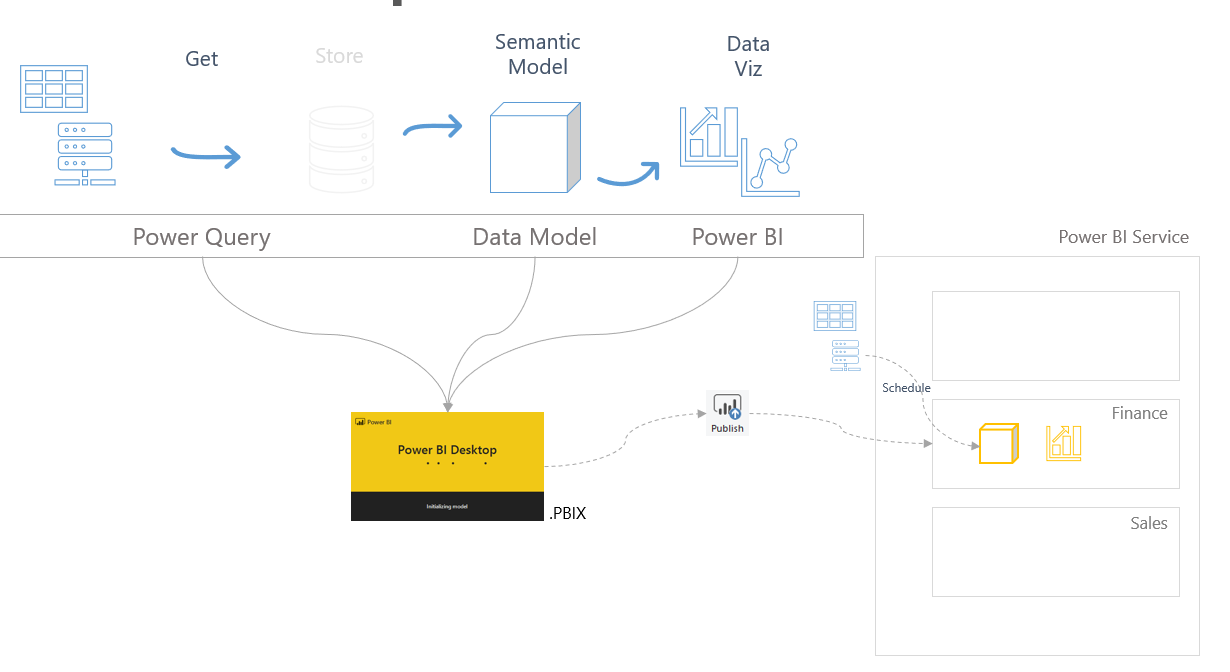 Get
Store
Semantic
Model
Data
Viz
Power Query
Data Model
Power BI
Power BI Service
Schedule
Finance
Power BI
Power BI Desktop
Publish
Initializing model
.PBIX
Sales